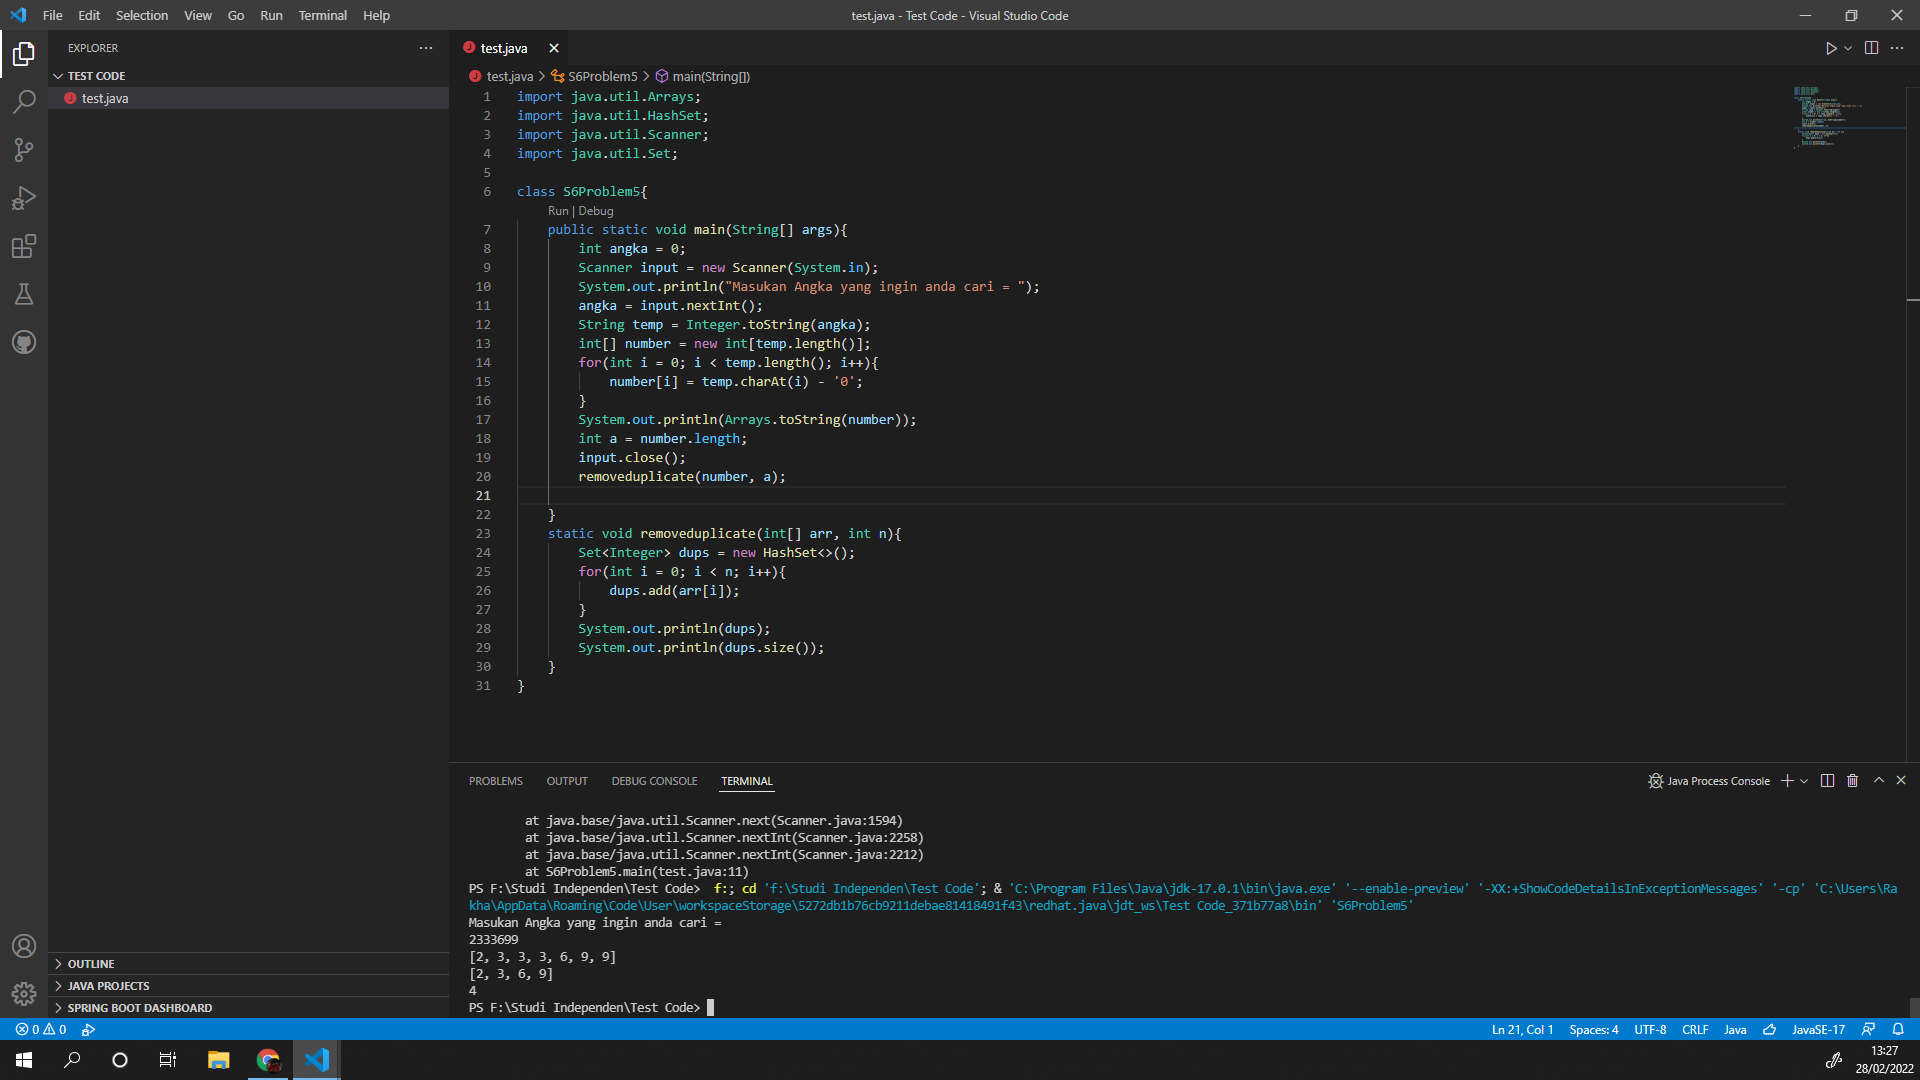 File Edit Selection View Go Run Terminal Help
test.java - Test Code - Visual Studio Code
EXPLORER
TEST CODE
test.java
test.java
test.java > S6Problem5 > main(String[])
1 import java.util.Arrays;
2 import java.util.HashSet;
3 import java.util.Scanner;
4 import java.util.Set;
5
6 class S6Problem5{
Run | Debug
7 public static void main(String[] args){
8 int angka = 0;
9 Scanner input = new Scanner(System.in);
10 System.out.println("Masukan Angka yang ingin anda cari = ");
11 angka = input.nextInt();
12 String temp = Integer.toString(angka);
13 int[] number = new int[temp.length()];
14 for(int i = 0; i < temp.length(); i++){
15 number[i] = temp.charAt(i) - '0';
16 }
17 System.out.println(Arrays.toString(number));
18 int a = number.length;
19 input.close();
20 removeduplicate(number, a);
21
22 }
23 static void removeduplicate(int[] arr, int n){
24 Set<Integer> dups = new HashSet<>();
25 for(int i = 0; i < n; i++){
26 dups.add(arr[i]);
27 }
28 System.out.println(dups);
29 System.out.println(dups.size());
30 }
31 }
PROBLEMS OUTPUT DEBUG CONSOLE TERMINAL
Java Process Console
at java.base/java.util.Scanner.next(Scanner.java:1594)
at java.base/java.util.Scanner.nextInt(Scanner.java:2258)
at java.base/java.util.Scanner.nextInt(Scanner.java:2212)
at S6Problem5.main(test.java:11)
PS F:\Studi Independen\Test Code> f:; cd 'f:\Studi Independen\Test Code'; & 'C:\Program Files\Java\jdk-17.0.1\bin\java.exe' '--enable-preview' '-XX:+ShowCodeDetailsInExceptionMessages' '-cp' 'C:\Users\Ra
kha\AppData\Roaming\Code\User\workspaceStorage\5272db1b76cb9211debae81418491f43\redhat.java\jdt_ws\Test Code_371b77a8\bin' 'S6Problem5'
Masukan Angka yang ingin anda cari =
2333699
[2, 3, 3, 3, 6, 9, 9]
[2, 3, 6, 9]
4
PS F:\Studi Independen\Test Code>
OUTLINE
JAVA PROJECTS
SPRING BOOT DASHBOARD
0 0
Ln 21, Col 1 Spaces: 4 UTF-8 CRLF Java JavaSE-17
13:27
28/02/2022